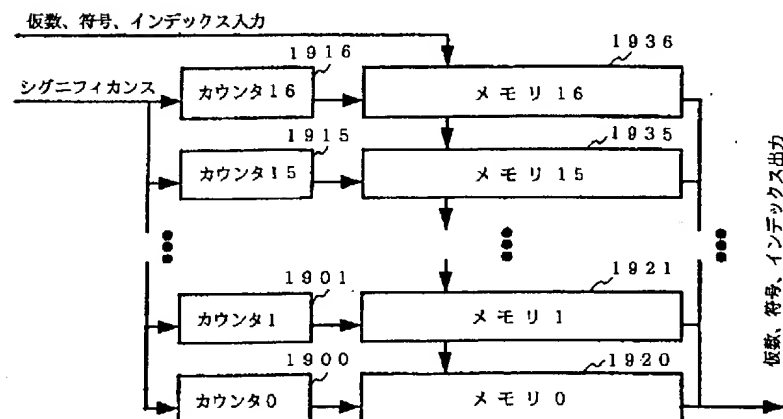 仮数、符号、インデックス入力
1916
1936
シグニフィカンス
カウンタ16
メモリ16
1915
1935
カウンタ15
メモリ15
1901
1921
カウンタ1
メモリ1
1900
1920
カウンタ0
メモリ0
仮数、符号、インデックス出力